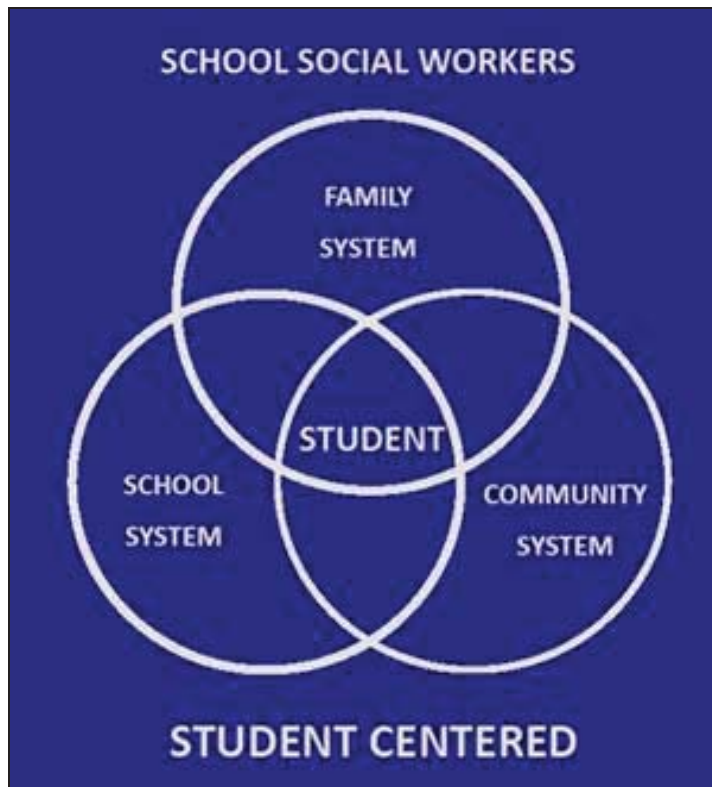 SCHOOL SOCIAL WORKERS
FAMILY
SYSTEM
STUDENT
SCHOOL
SYSTEM
COMMUNITY
SYSTEM
STUDENT CENTERED